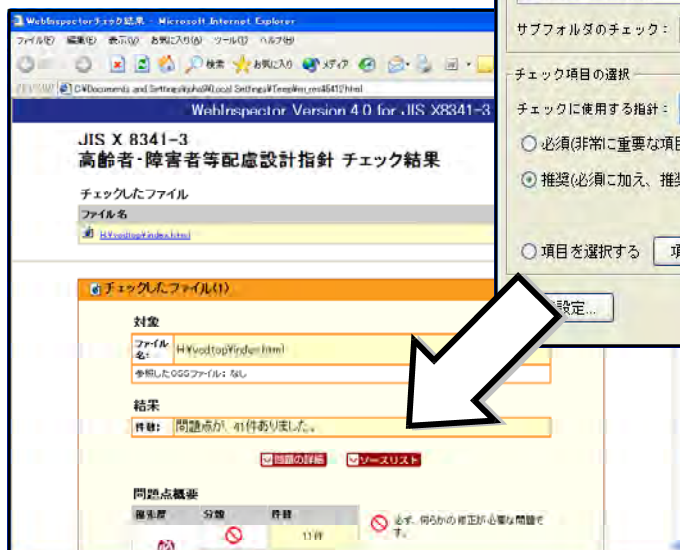 WebInspectorチェック結果 - Microsoft Internet Explorer
ファイル(F) 編集(E) 表示(V) お気に入り(A) ツール(T) ヘルプ(H)
検索 お気に入り メディア
WebInspector Version 4.0 for JIS X8341-3
JIS X 8341-3
高齢者・障害者等配慮設計指針 チェック結果
チェックしたファイル
ファイル名
H:¥vodtop¥index.html
チェックしたファイル(1)
対象
ファイル名: H:¥vodtop¥index.html
参照したCSSファイル: なし
結果
件数: 問題点が、41件ありました。
問題の詳細 ソースリスト
問題点概要
優先度 分類 件数
11件
必ず、何らかの修正が必要な問題です。
サブフォルダのチェック:
チェック項目の選択
チェックに使用する指針:
必須(非常に重要な項目
推奨(必須に加え、推奨
項目を選択する 項
設定...